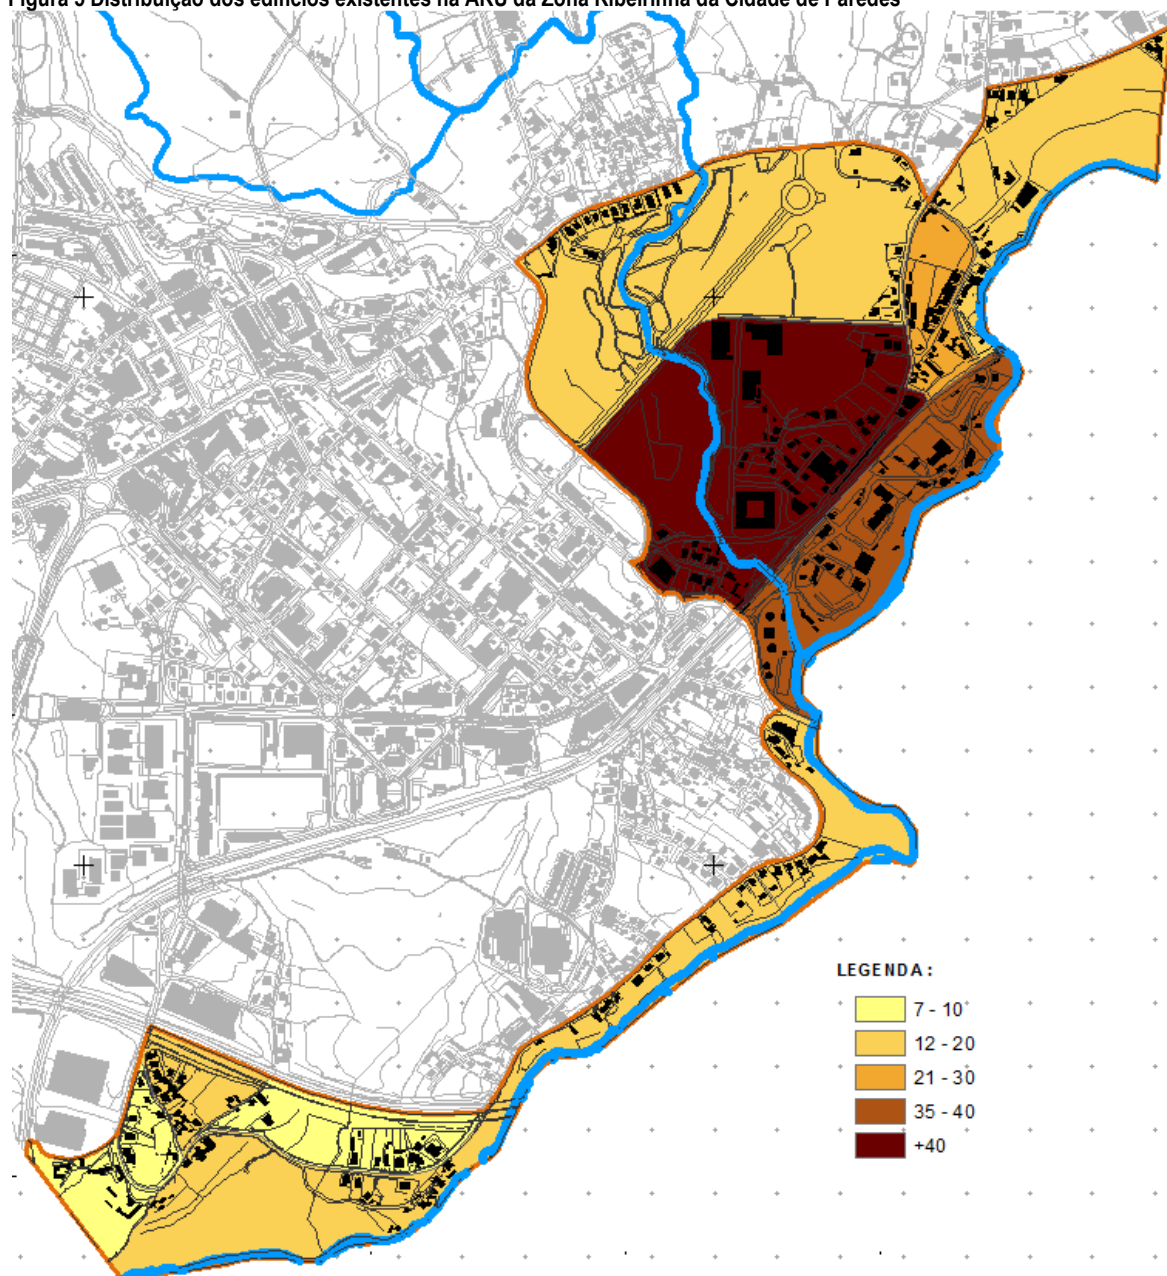 Figura 5 Distribuição dos edifícios existentes na ARU da Zona Ribeirinha da Cidade de Paredes
LEGENDA:
7 - 10
12 - 20
21 - 30
35 - 40
+40